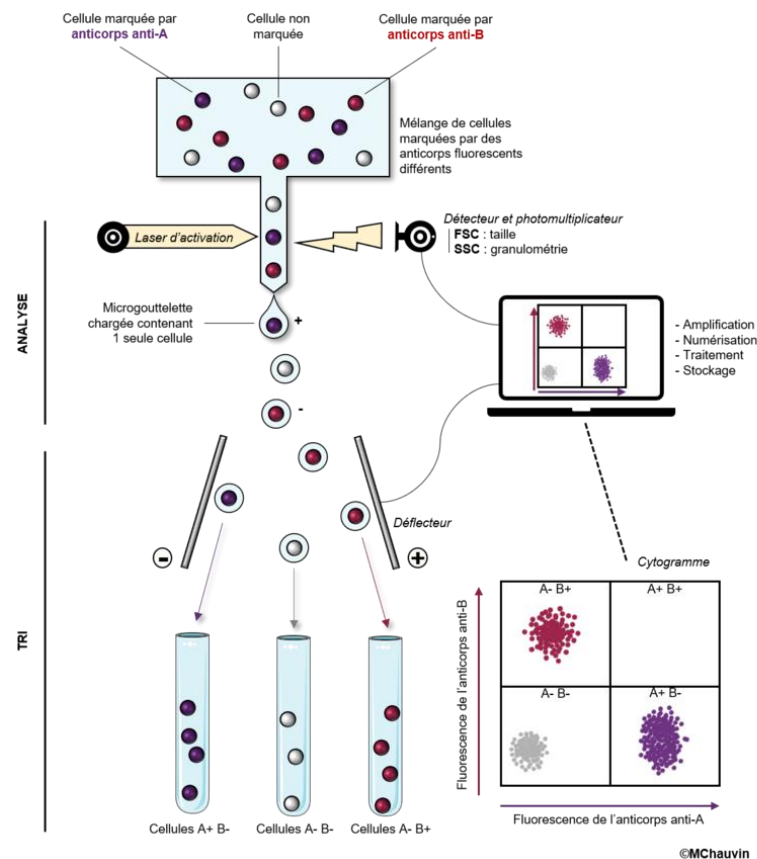 Cellule marquée par
anticorps anti-A
Cellule non
marquée
Cellule marquée par
anticorps anti-B
Mélange de cellules
marquées par des
anticorps fluorescents
différents
ANALYSE
Laser d'activation
Détecteur et photomultiplicateur
FSC : taille
SSC : granulométrie
Microgouttelette
chargée contenant
1 seule cellule
+
-
- Amplification
- Numérisation
- Traitement
- Stockage
TRI
Déflecteur
-
+
Cytogramme
Fluorescence de l'anticorps anti-B
A- B+
A+ B+
A- B-
A+ B-
Fluorescence de l'anticorps anti-A
Cellules A+ B-
Cellules A- B-
Cellules A- B+
©MChauvin